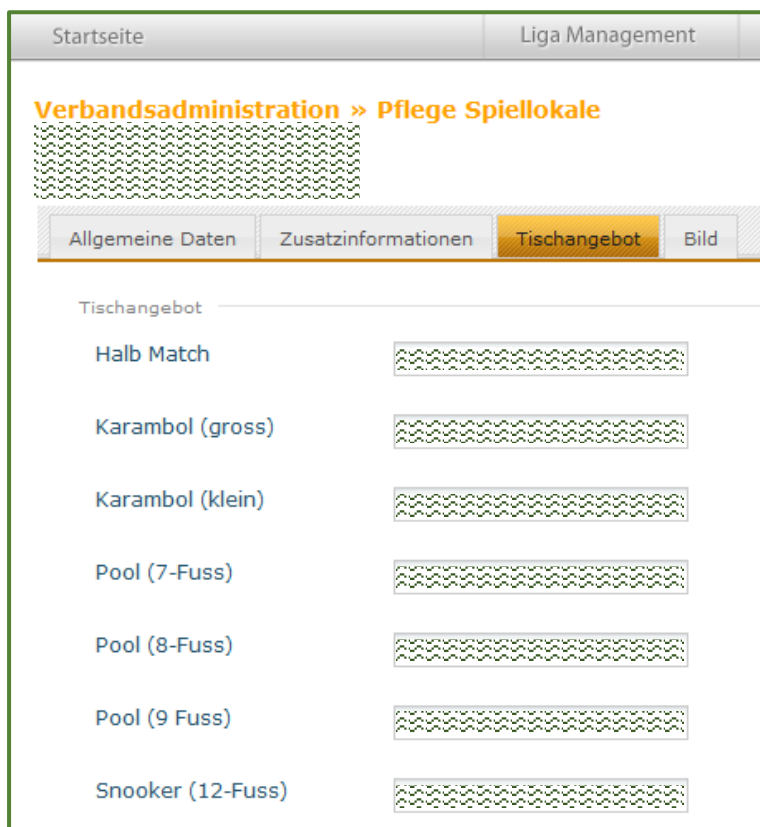 Startseite Liga Management
Verbandsadministration » Pflege Spiellokale
Allgemeine Daten Zusatzinformationen Tischangebot Bild
Tischangebot
Halb Match
Karambol (gross)
Karambol (klein)
Pool (7-Fuss)
Pool (8-Fuss)
Pool (9 Fuss)
Snooker (12-Fuss)